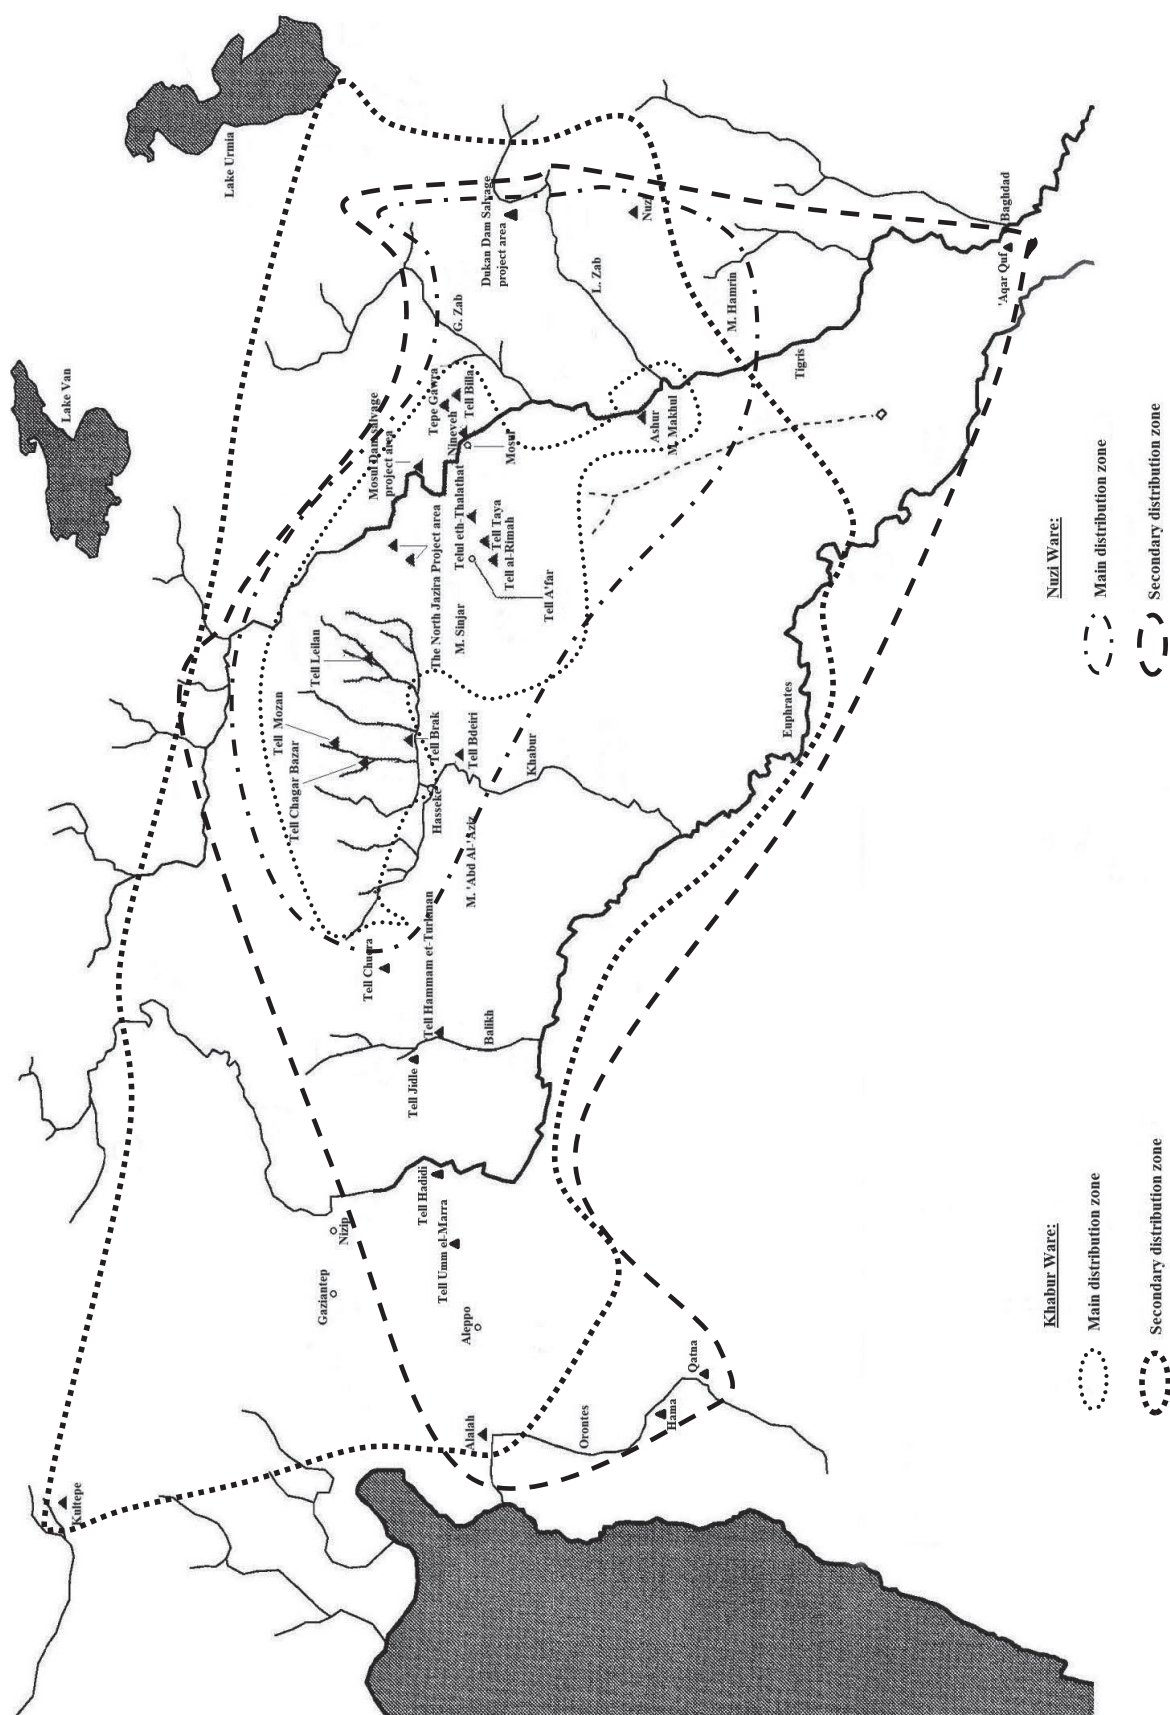 Lake Urmia
Lake Van
Dukan Dam Salvage
project area
Nuzi
L. Zab
G. Zab
M. Hamrin
Baghdad
'Aqar Quf
Tigris
Tepe Gawra
Tell Billa
Nineveh
Mosul
Mosul Dam salvage
project area
Ashur
M. Makhul
Telul eth-Thalathat
Tell Taya
Tell al-Rimah
Tell A'far
The North Jazira Project area
M. Sinjar
Tell Leilan
Tell Mozan
Tell Chagar Bazar
Tell Brak
Tell Bdeiri
Hasseke
Khabur
M. 'Abd Al-'Aziz
Euphrates
Tell Chuera
Tell Hammam et-Turkman
Balikh
Tell Jidle
Tell Hadidi
Tell Umm el-Marra
Nizip
Gaziantep
Aleppo
Qatna
Hama
Orontes
Alalah
Kultepe
Khabur Ware:
Main distribution zone
Secondary distribution zone
Nuzi Ware:
Main distribution zone
Secondary distribution zone